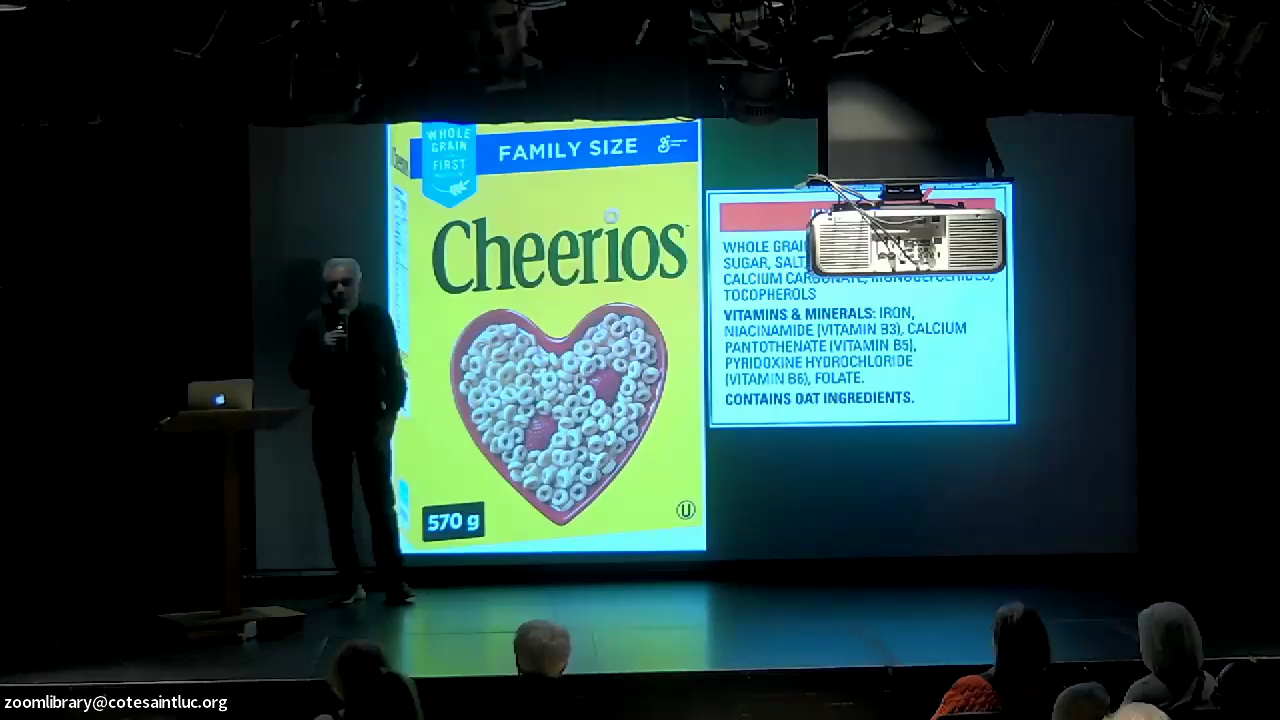 WHOLE
GRAIN
FIRST
FAMILY SIZE
Cheerios
570 g
U
WHOLE
SUGAR, SALT,
CALCIUM CARBONATE, MONOGLYCERIDES,
TOCOPHEROLS
VITAMINS & MINERALS: IRON,
NIACINAMIDE (VITAMIN B3), CALCIUM
PANTOTHENATE (VITAMIN B5),
PYRIDOXINE HYDROCHLORIDE
(VITAMIN B6), FOLATE.
CONTAINS OAT INGREDIENTS.
zoomlibrary@cotesaintluc.org